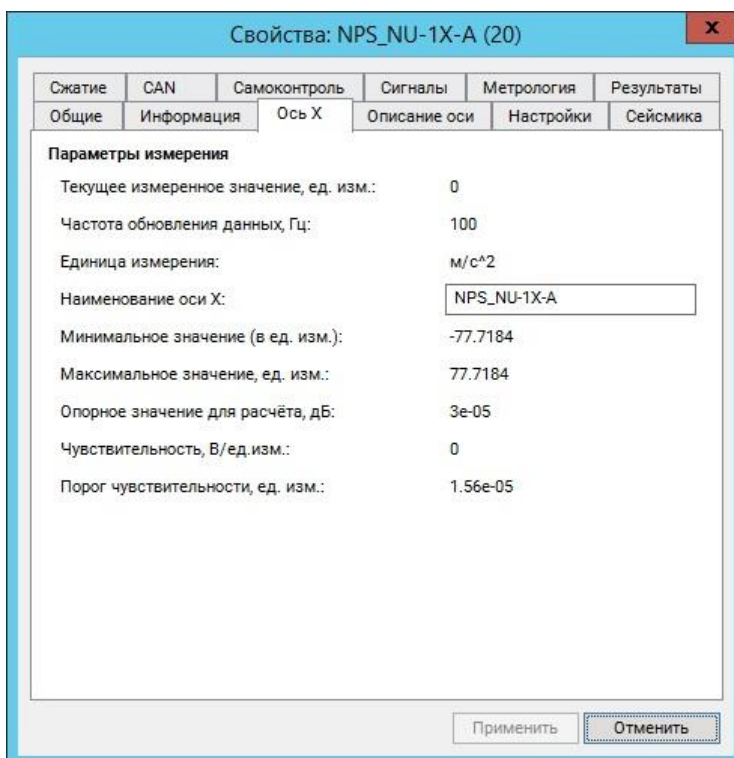 Свойства: NPS_NU-1X-A (20)
x
Сжатие CAN Самоконтроль Сигналы Метрология Результаты
Общие Информация Ось X Описание оси Настройки Сейсмика
Параметры измерения
Текущее измеренное значение, ед. изм.: 0
Частота обновления данных, Гц: 100
Единица измерения: м/с^2
Наименование оси X: NPS_NU-1X-A
Минимальное значение (в ед. изм.): -77.7184
Максимальное значение, ед. изм.: 77.7184
Опорное значение для расчёта, дБ: 3e-05
Чувствительность, В/ед.изм.: 0
Порог чувствительности, ед. изм.: 1.56e-05
Применить Отменить